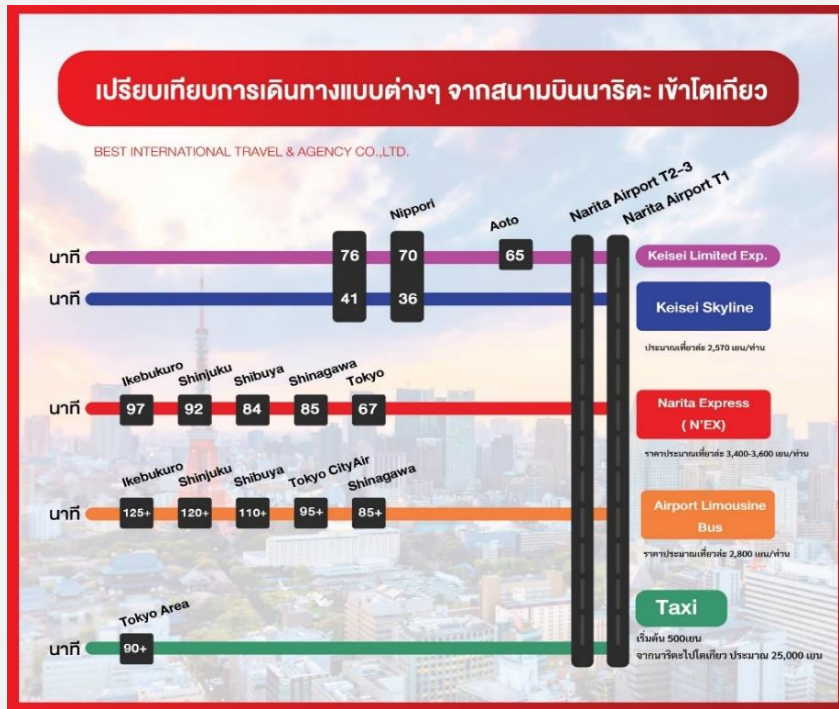 เปรียบเทียบการเดินทางแบบต่างๆ จากสนามบินนาริตะ เข้าโตเกียว
BEST INTERNATIONAL TRAVEL & AGENCY CO.,LTD.
Nippori
Aoto
Narita Airport T2-3
Narita Airport T1
นาที 76 70 65 Keisei Limited Exp.
นาที 41 36 Keisei Skyline
ประมาณเที่ยวละ 2,570 เยน/ท่าน
Ikebukuro Shinjuku Shibuya Shinagawa Tokyo
นาที 97 92 84 85 67 Narita Express
( N'EX)
ราคาประมาณเที่ยวละ 3,400-3,600 เยน/ท่าน
Ikebukuro Shinjuku Shibuya Tokyo CityAir Shinagawa
นาที 125+ 120+ 110+ 95+ 85+ Airport Limousine
Bus
ราคาประมาณเที่ยวละ 2,800 เยน/ท่าน
Tokyo Area
Taxi
นาที 90+
เริ่มต้น 500เยน
จากนาริตะไปโตเกียว ประมาณ 25,000 เยน